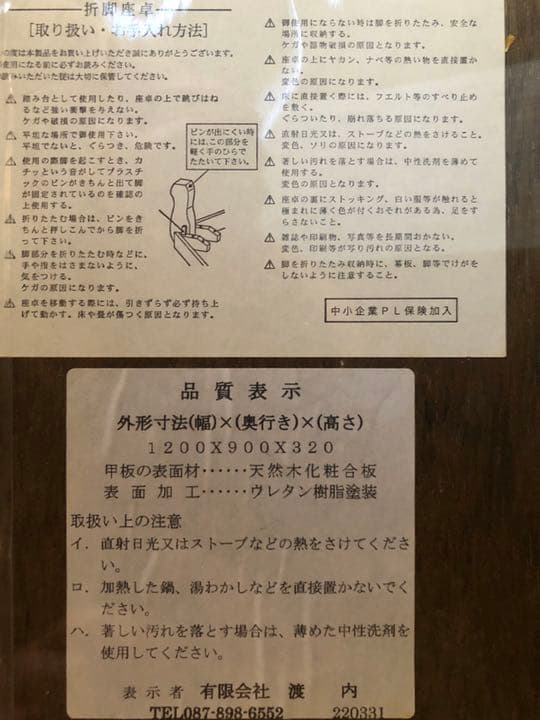 折脚座卓
[取り扱い・お手入れ方法]
の度は本製品をお買い上げいただき誠にありがとうございます。
使用になる前に必ずお読みください。
お読みいただいた後は大切に保管してください。
⚠ 踏み台として使用したり、座卓の上で跳びはね
るなど強い衝撃を与えない。
ケガや破損の原因になります。
⚠ 平坦な場所で御使用下さい。
平坦でないと、ぐらつき、危険です。
⚠ 使用の際脚を起こすとき、カ
チッという音がしてプラスチ
ックのピンがきちんと出て脚
が固定されているのを確認の
上使用する。
⚠ 折りたたむ場合は、ピンをき
ちんと押しこんでから脚を折
って下さい。
⚠ 脚部分を折りたたむ時などに、
手や指をはさまないように、
気をつける。
ケガの原因になります。
⚠ 座卓を移動する際には、引きずらず必ず持ち上
げて動かす。床や畳が傷つく原因となります。
ピンが出にくい時
には、この部分を
軽く手のひらで
たたいて下さい。
⚠ 御使用にならない時は脚を折りたたみ、安全な
場所に収納する。
ケガや器物破損の原因となります。
⚠ 座卓の上にヤカン、ナベ等の熱い物を直接置か
ない。
変色の原因になります。
⚠ 床に直接置く際には、フエルト等のすべり止め
を敷く。
ぐらついたり、崩れ落ちる原因になります。
⚠ 直射日光又は、ストーブなどの熱をさけること。
変色、ソリの原因になります。
⚠ 著しい汚れを落とす場合は、中性洗剤を薄めて
使用する。
変色の原因となります。
⚠ 座卓の裏にストッキング、白い服等が触れると
極まれに薄く色が付くおそれがある為、足をす
らさないこと。
⚠ 雑誌や印刷物、写真等を長期間おかない。
変色、印刷等が写り汚れの原因となる。
⚠ 脚を折りたたみ収納時に、幕板、脚等でけがを
しないように注意すること。
中小企業PL保険加入
品質表示
外形寸法(幅)×(奥行き)×(高さ)
1200X900X320
甲板の表面材‥‥‥天然木化粧合板
表面加工‥‥‥ウレタン樹脂塗装
取扱い上の注意
イ．直射日光又はストーブなどの熱をさけてくださ
い。
ロ．加熱した鍋、湯わかしなどを直接置かないでく
ださい。
ハ．著しい汚れを落とす場合は、薄めた中性洗剤を
使用してください。
表示者 有限会社 渡内
TEL087-898-6552 220331